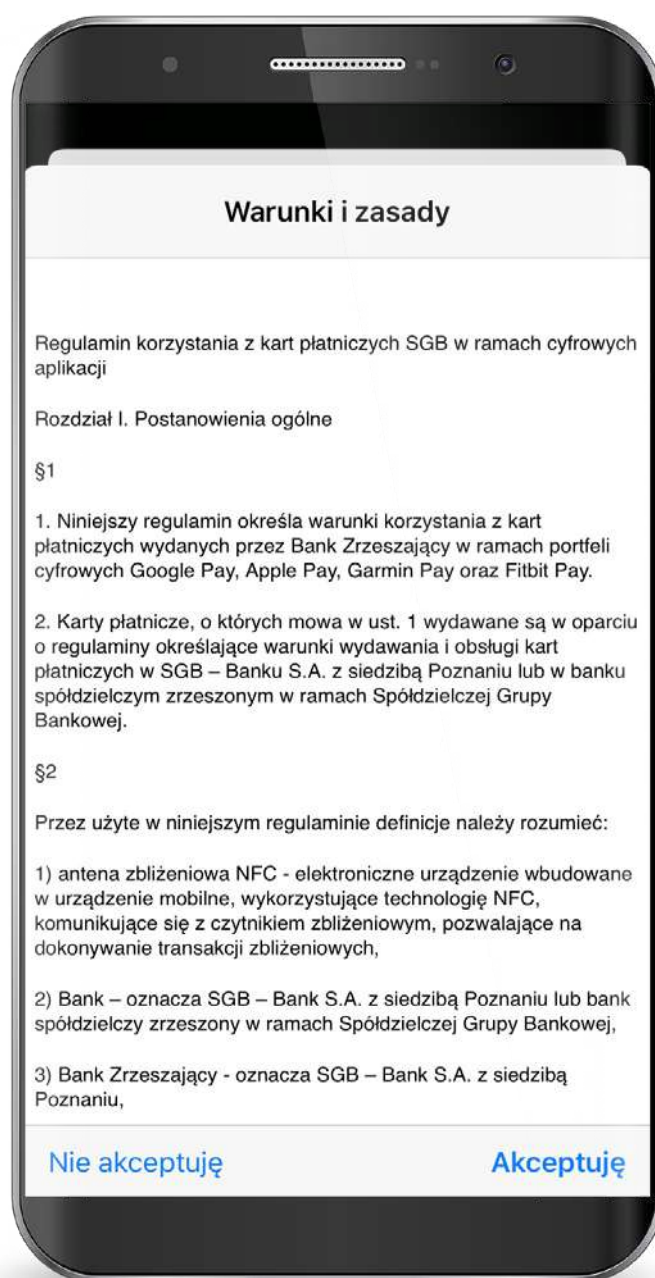 Warunki i zasady
Regulamin korzystania z kart płatniczych SGB w ramach cyfrowych
aplikacji
Rozdział I. Postanowienia ogólne
§1
1. Niniejszy regulamin określa warunki korzystania z kart
płatniczych wydanych przez Bank Zrzeszający w ramach portfeli
cyfrowych Google Pay, Apple Pay, Garmin Pay oraz Fitbit Pay.
2. Karty płatnicze, o których mowa w ust. 1 wydawane są w oparciu
o regulaminy określające warunki wydawania i obsługi kart
płatniczych w SGB – Banku S.A. z siedzibą Poznaniu lub w banku
spółdzielczym zrzeszonym w ramach Spółdzielczej Grupy
Bankowej.
§2
Przez użyte w niniejszym regulaminie definicje należy rozumieć:
1) antena zbliżeniowa NFC - elektroniczne urządzenie wbudowane
w urządzenie mobilne, wykorzystujące technologię NFC,
komunikujące się z czytnikiem zbliżeniowym, pozwalające na
dokonywanie transakcji zbliżeniowych,
2) Bank – oznacza SGB – Bank S.A. z siedzibą Poznaniu lub bank
spółdzielczy zrzeszony w ramach Spółdzielczej Grupy Bankowej,
3) Bank Zrzeszający - oznacza SGB – Bank S.A. z siedzibą
Poznaniu,
Nie akceptuję Akceptuję